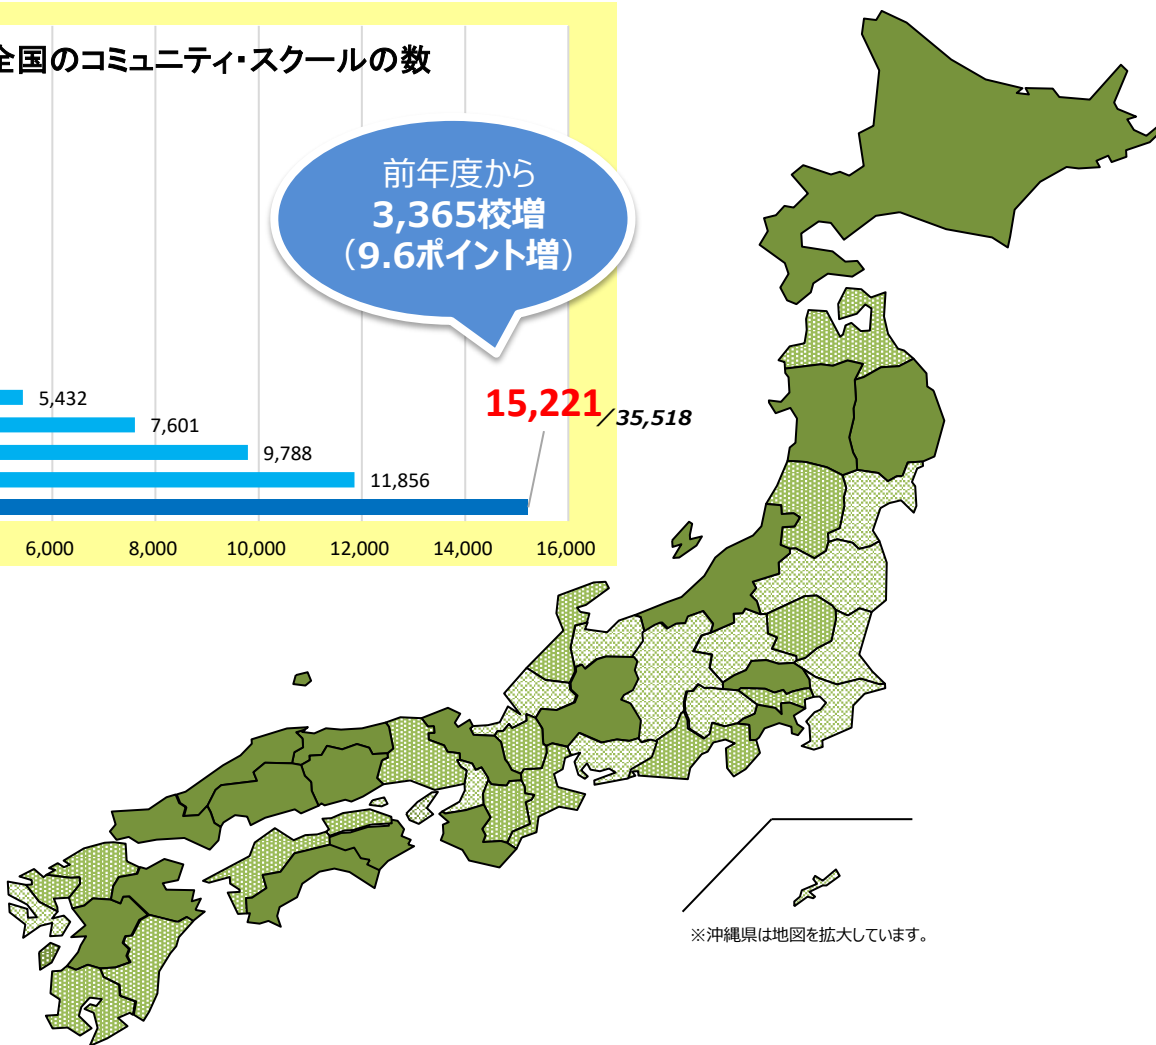 全国のコミュニティ・スクールの数
前年度から
3,365校増
（9.6ポイント増）
15,221／35,518
5,432
7,601
9,788
11,856
6,000 8,000 10,000 12,000 14,000 16,000
※沖縄県は地図を拡大しています。